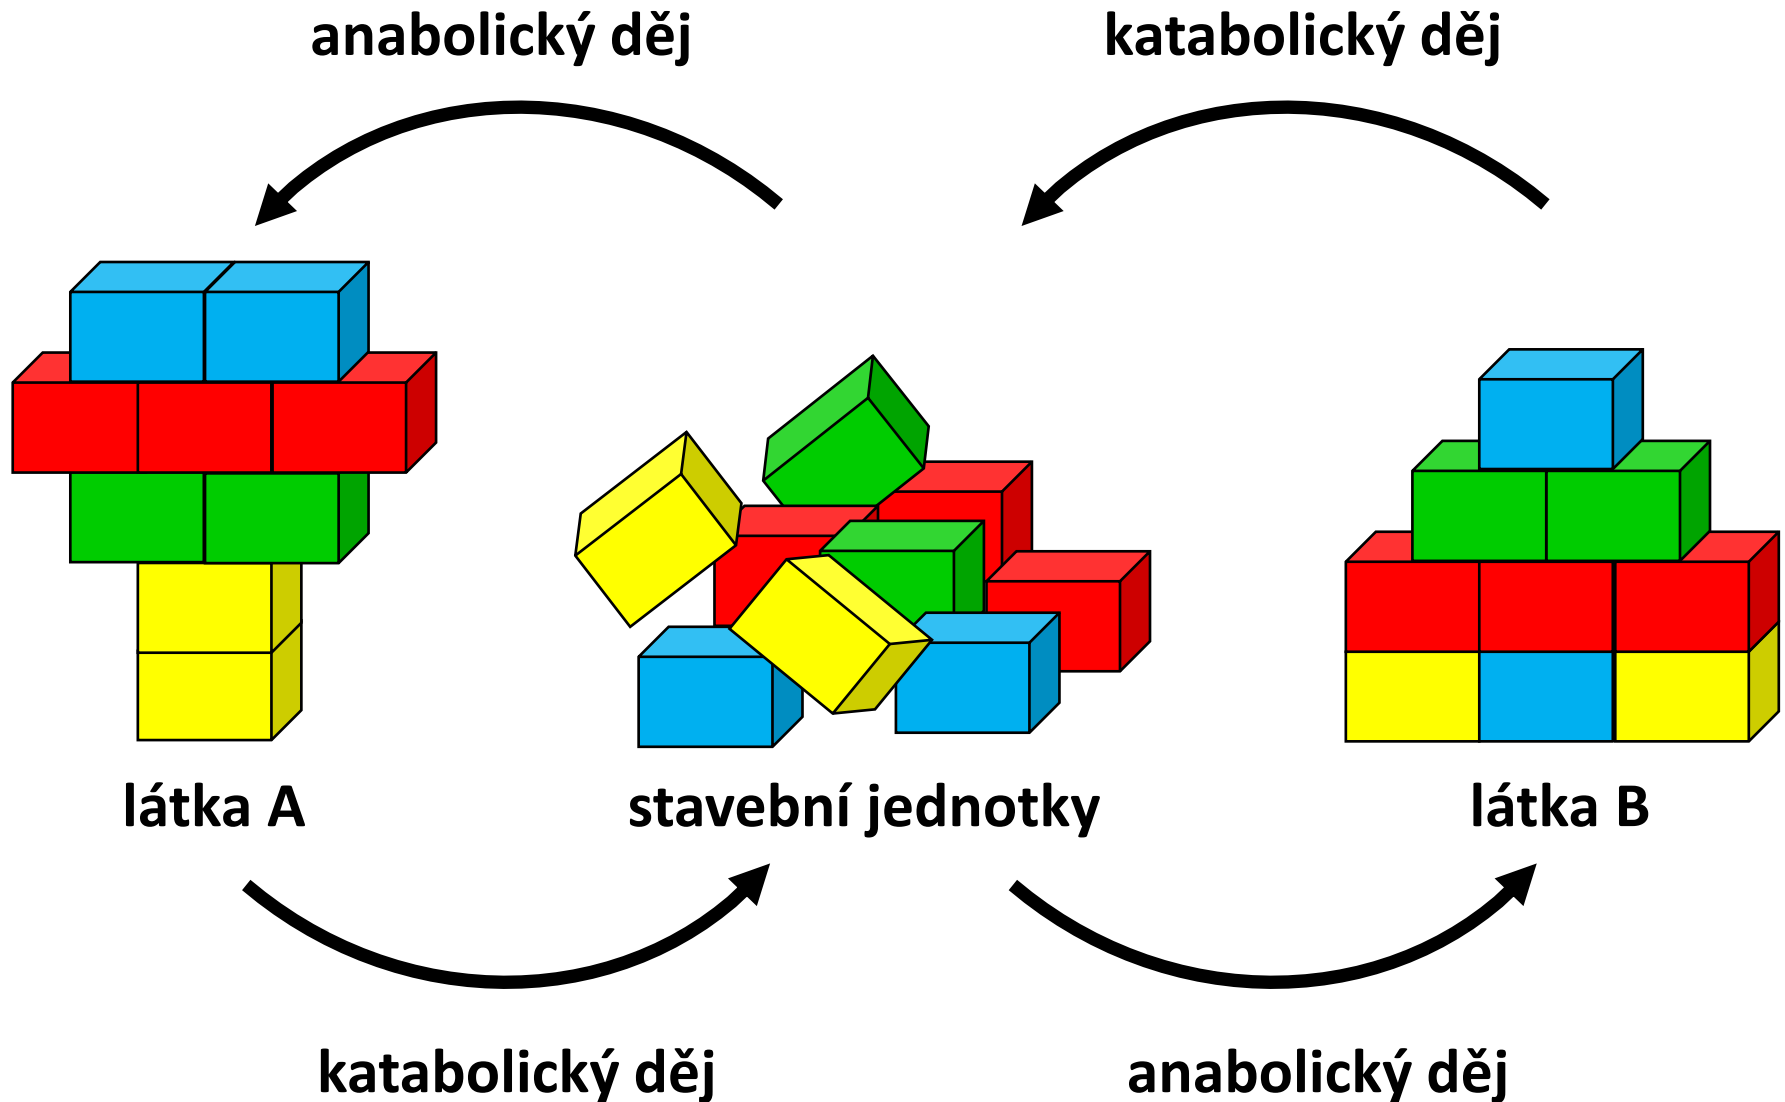 anabolický děj
katabolický děj
látka A
stavební jednotky
látka B
katabolický děj
anabolický děj